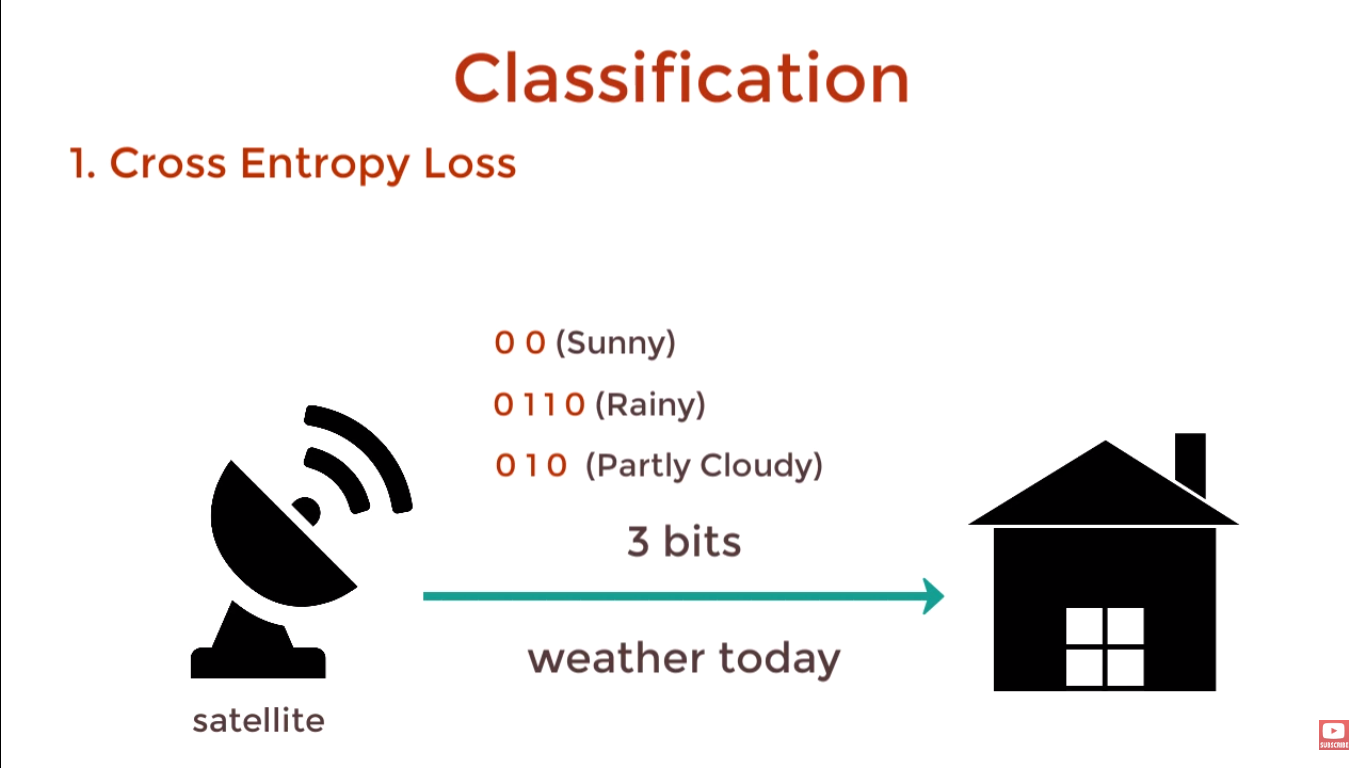 Classification
1. Cross Entropy Loss
0 0 (Sunny)
0 1 1 0 (Rainy)
0 1 0 (Partly Cloudy)
3 bits
weather today
satellite
SUBSCRIBE